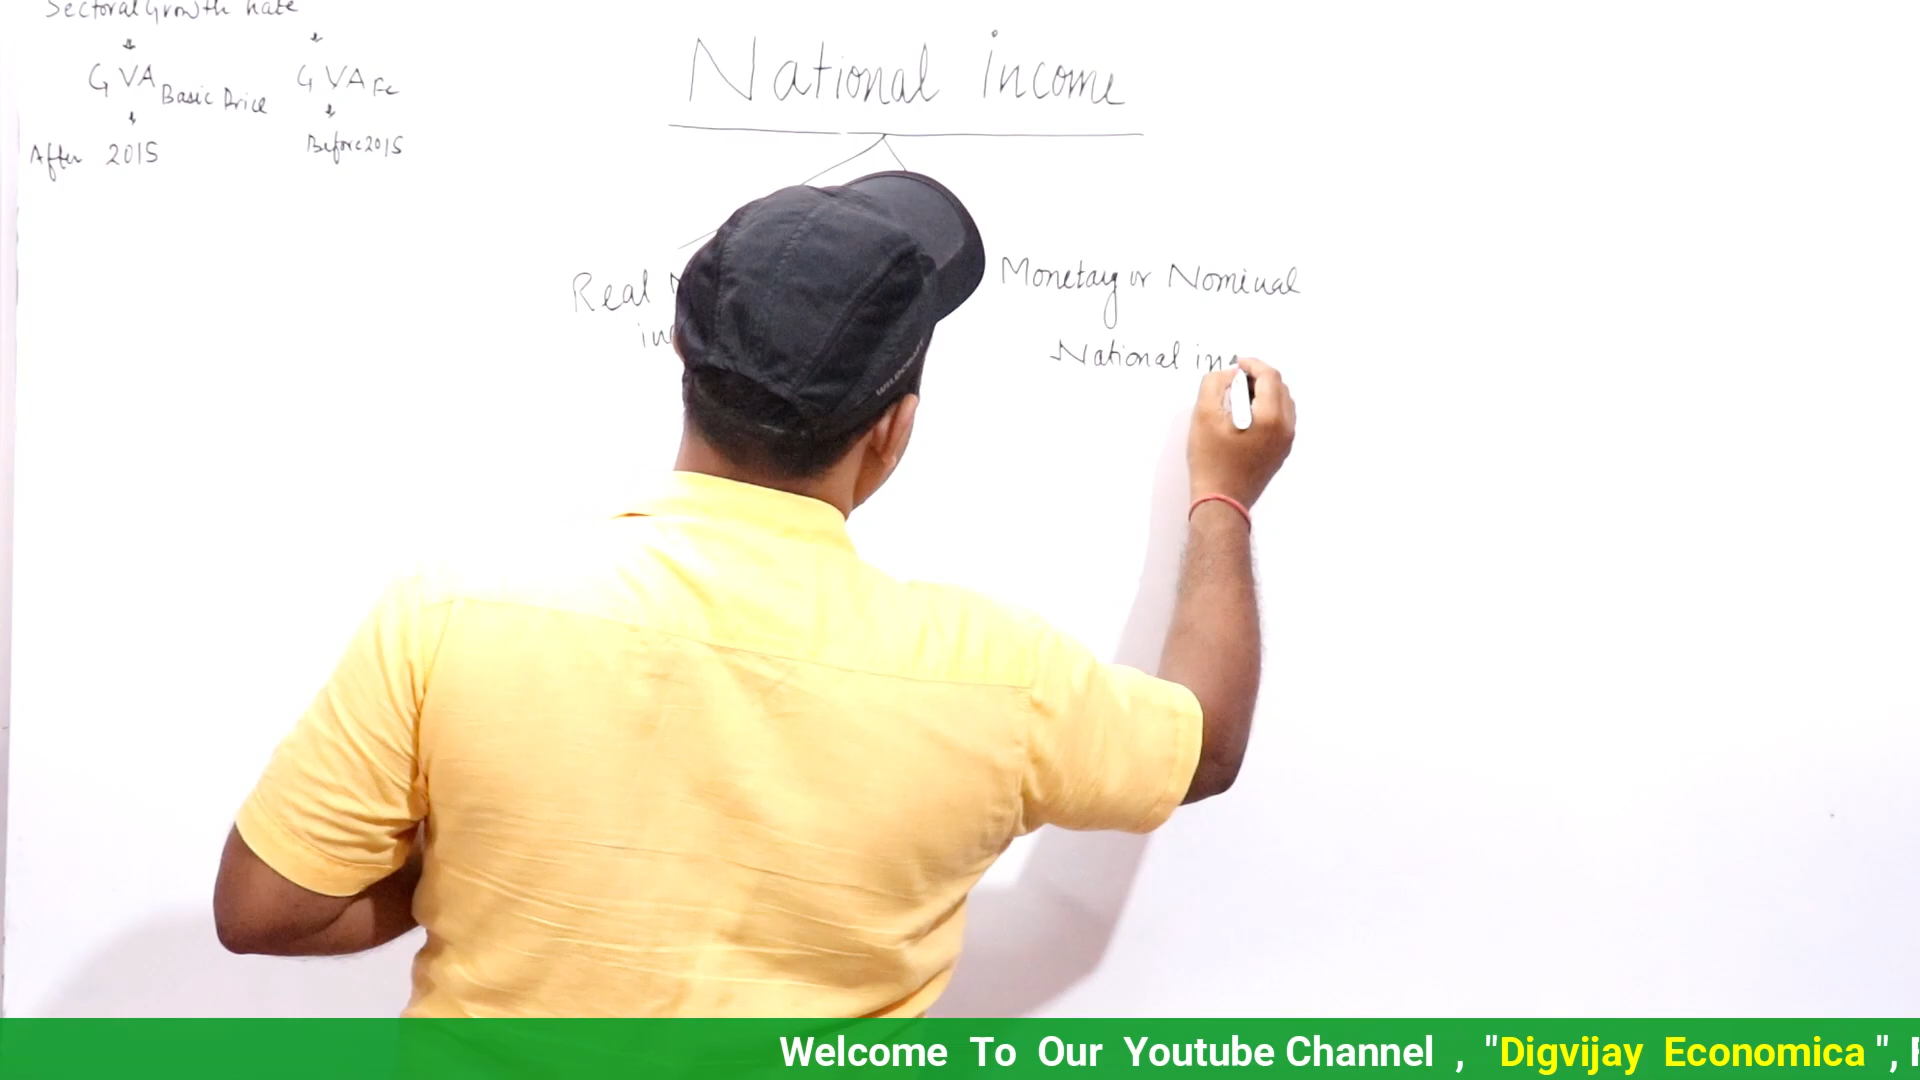 Sectoral Growth Rate
GVA Basic Price
GVA FC
After 2015
Before 2015
National income
Real
Monetary or Nominal
National in
WILDCRAFT
Welcome To Our Youtube Channel , "Digvijay Economica ",